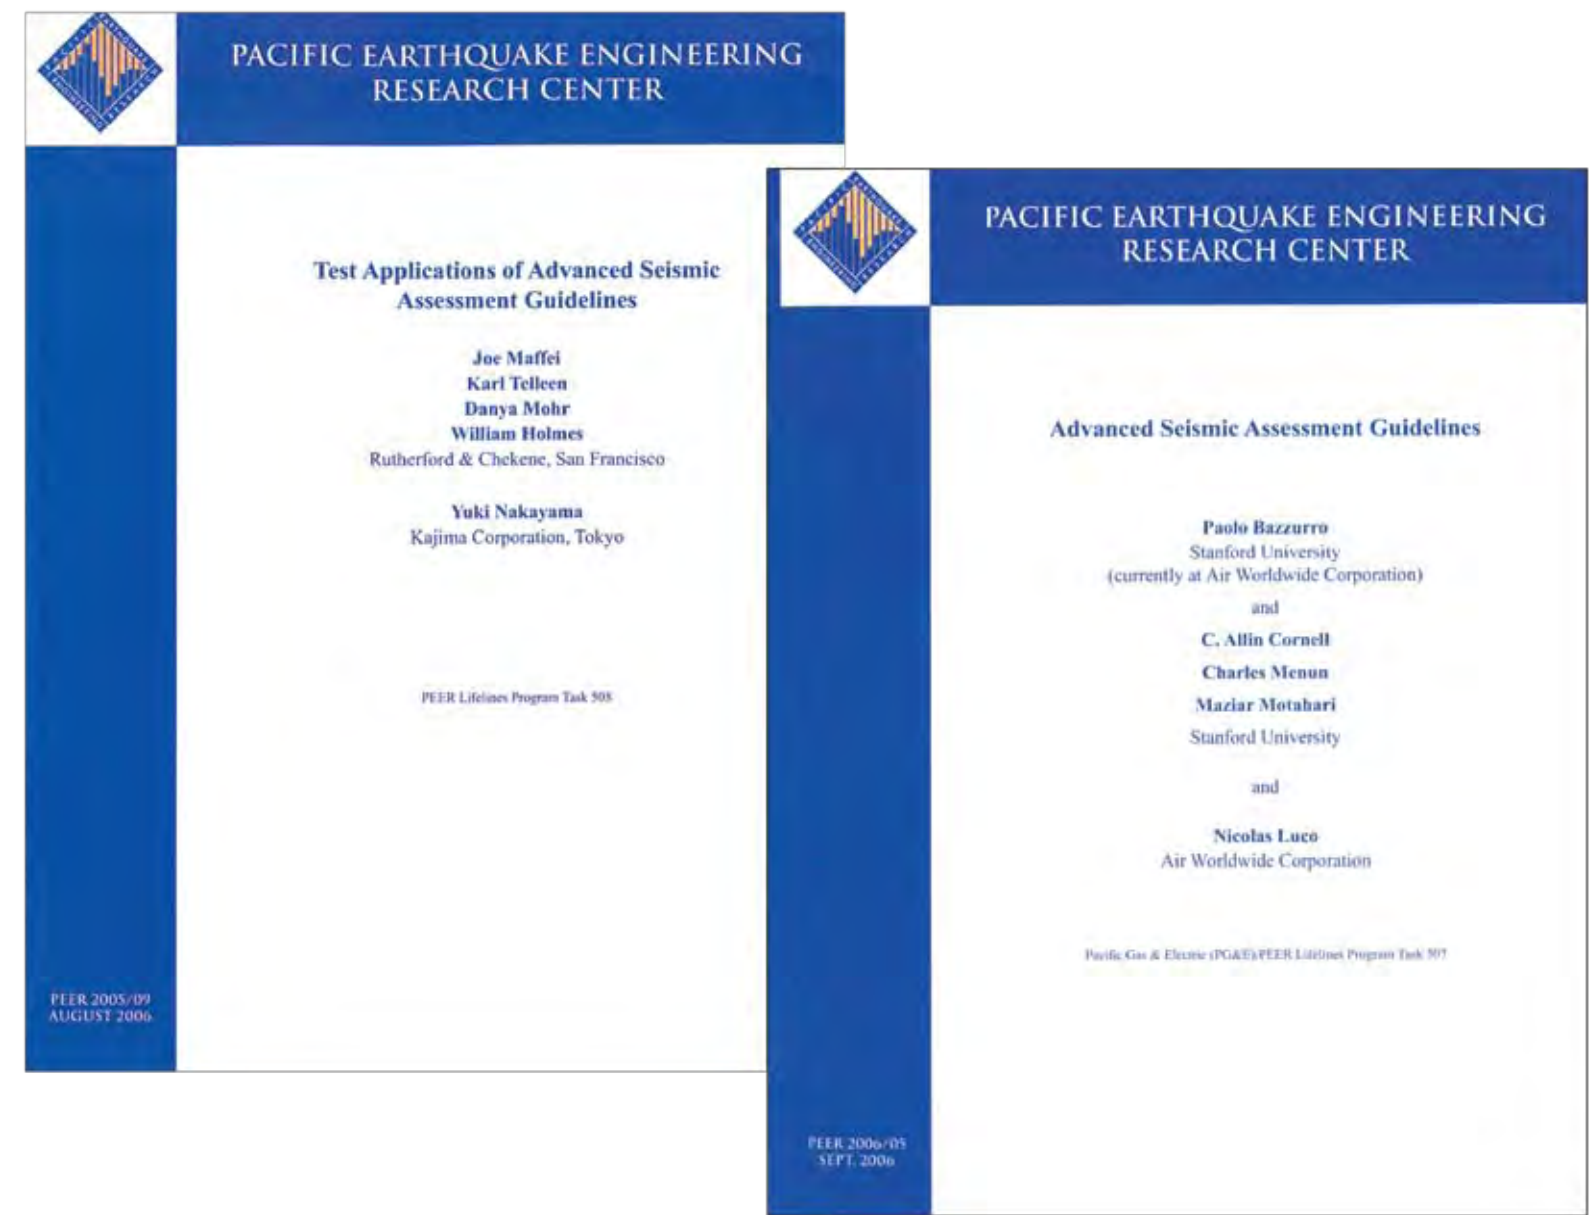 PACIFIC EARTHQUAKE ENGINEERING
RESEARCH CENTER
Test Applications of Advanced Seismic
Assessment Guidelines
Joe Maffei
Karl Telleen
Danya Mohr
William Holmes
Rutherford & Chekene, San Francisco
Yuki Nakayama
Kajima Corporation, Tokyo
PEER Lifelines Program Task 508
PEER 2005/09
AUGUST 2006
PACIFIC EARTHQUAKE ENGINEERING
RESEARCH CENTER
Advanced Seismic Assessment Guidelines
Paolo Bazzurro
Stanford University
(currently at Air Worldwide Corporation)
and
C. Allin Cornell
Charles Menun
Maziar Motahari
Stanford University
and
Nicolas Luco
Air Worldwide Corporation
Pacific Gas & Electric (PG&E)/PEER Lifelines Program Task 507
PEER 2006/05
SEPT. 2006